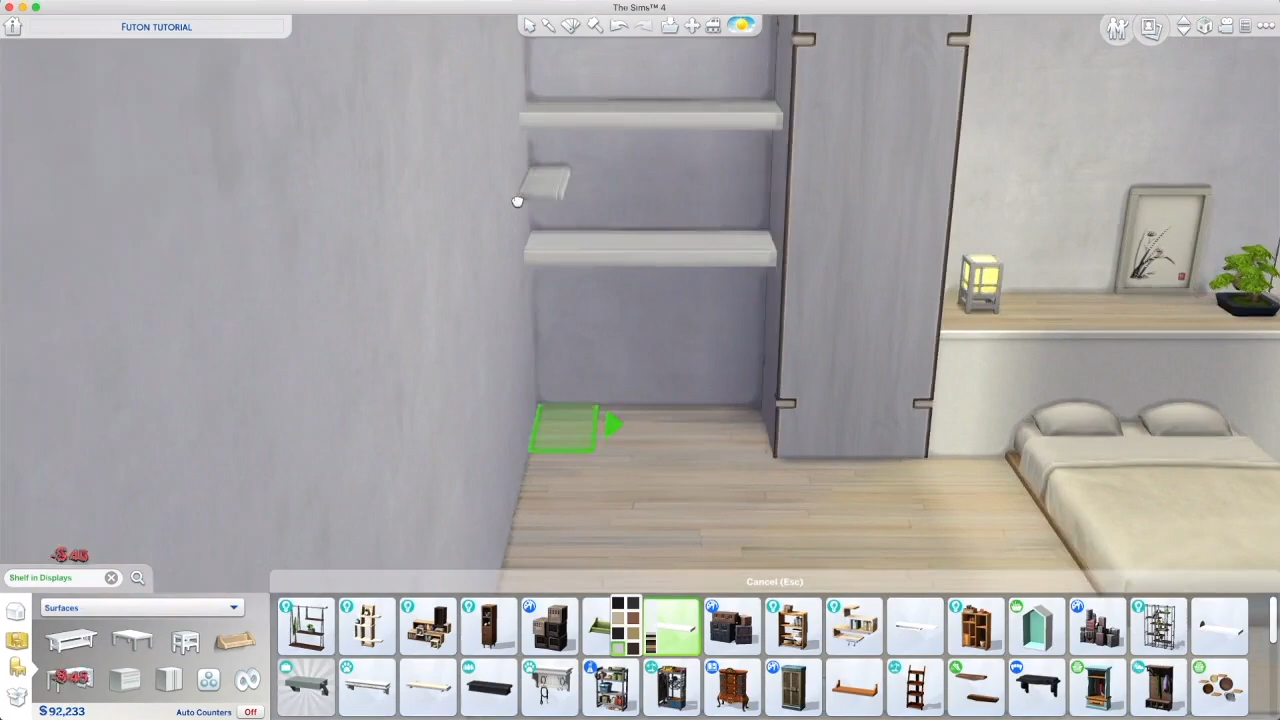 The Sims™ 4
FUTON TUTORIAL
-$ 45
Shelf in Displays
Cancel (Esc)
Surfaces
-$ 45
$92,233
Auto Counters
Off